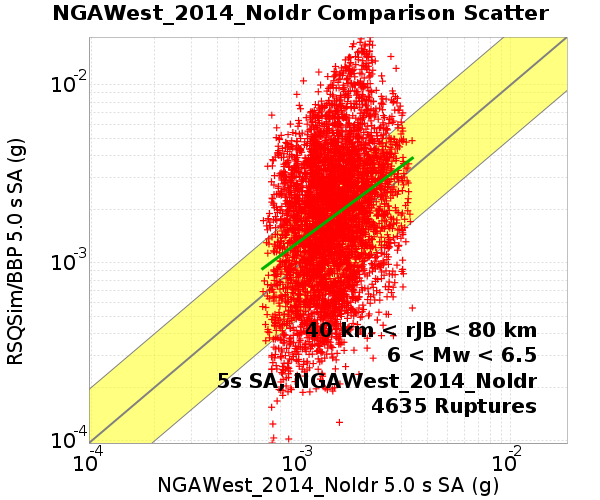 NGAWest_2014_NoIdr Comparison Scatter
RSQSim/BBP 5.0 s SA (g)
10-2
10-3
10-4
40 km < rJB < 80 km
6 < Mw < 6.5
5s SA, NGAWest_2014_NoIdr
4635 Ruptures
10-4 10-3 10-2
NGAWest_2014_NoIdr 5.0 s SA (g)